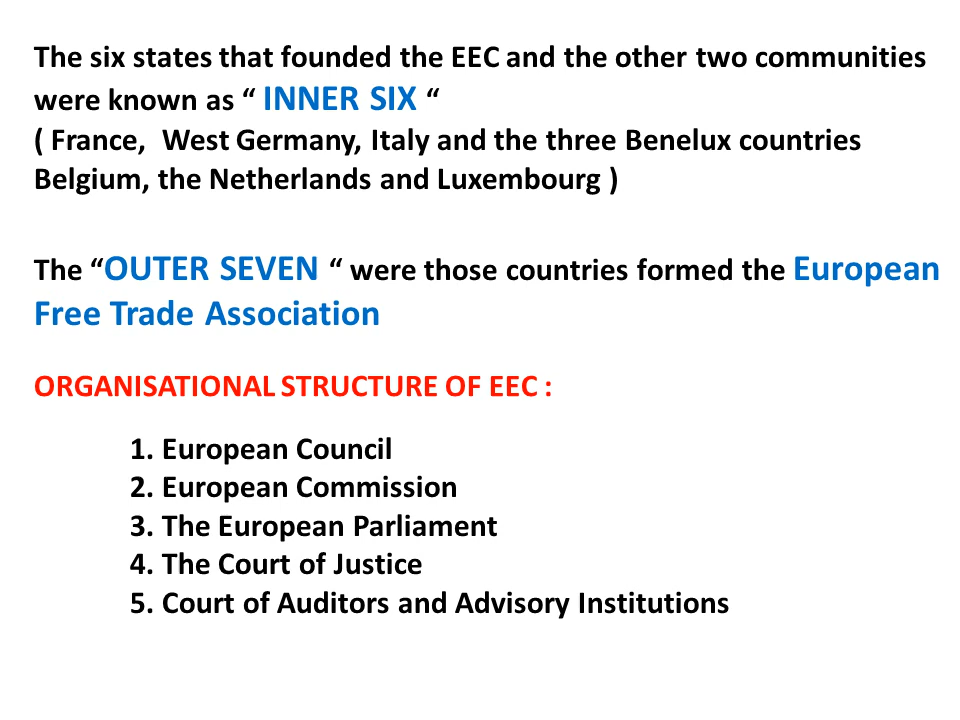 The six states that founded the EEC and the other two communities
were known as “ INNER SIX “
( France,  West Germany, Italy and the three Benelux countries
Belgium, the Netherlands and Luxembourg )
The “OUTER SEVEN “ were those countries formed the European
Free Trade Association
ORGANISATIONAL STRUCTURE OF EEC :
1. European Council
2. European Commission
3. The European Parliament
4. The Court of Justice
5. Court of Auditors and Advisory Institutions